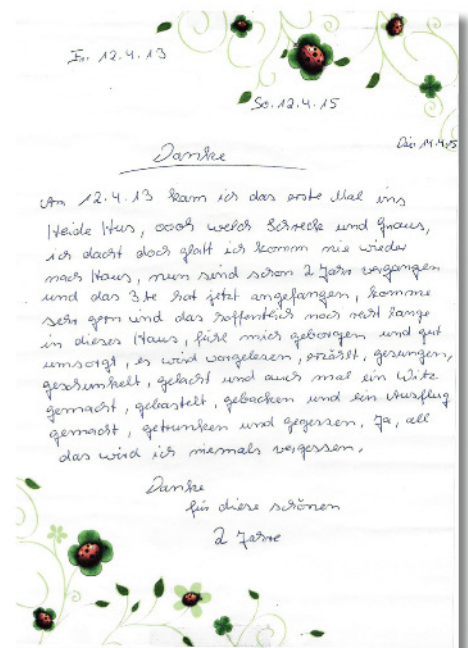 Fr. 12.4.13
So. 12.4.15
Die 14.4.15
Danke
Am 12.4.13 kam ich das erste Mal ins
Heide Hus, oooh welch Schreck und Graus,
ich dacht doch glatt ich komm nie wieder
nach Haus, nun sind schon 2 Jahre vergangen
und das 3te hat jetzt angefangen, komme
sehr gern und das hoffentlich noch recht lange
in dieses Haus, fühl mich geborgen und gut
umsorgt, es wird vorgelesen, erzählt, gesungen,
geschunkelt, gelacht und auch mal ein Witz
gemacht, gebastelt, gebacken und ein Ausflug
gemacht, getrunken und gegessen. Ja, all
das werd ich niemals vergessen.
Danke
für diese schönen
2 Jahre